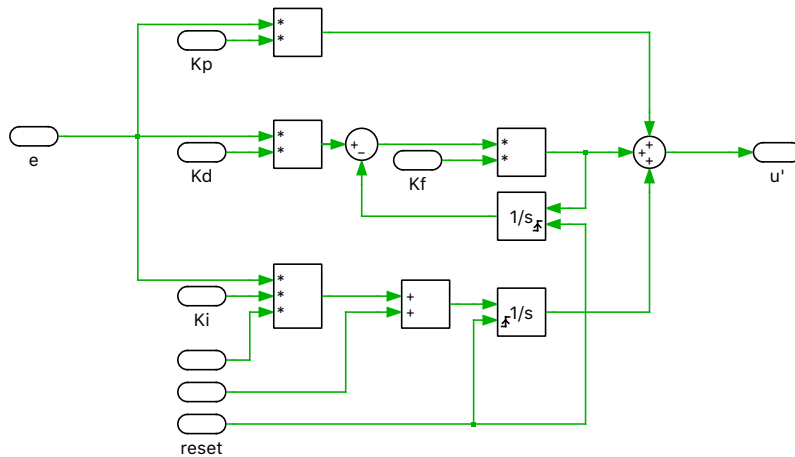 *
*
Kp
e
*
*
Kd
+
−
*
*
Kf
+
+
+
u'
1/s
*
*
*
Ki
+
+
1/s
reset